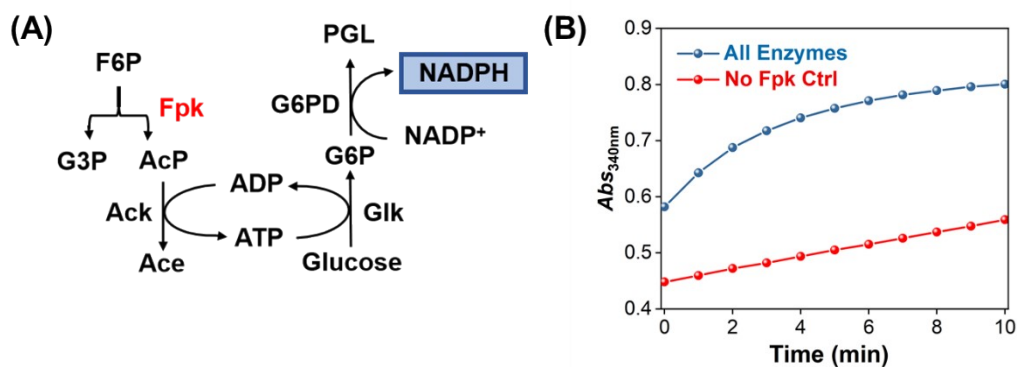 (A)
F6P
Fpk
G3P AcP
Ack
Ace
ADP
ATP
PGL
NADPH
G6PD
NADP+
G6P
Glk
Glucose
(B)
All Enzymes
No Fpk Ctrl
Abs340nm
0.9
0.8
0.7
0.6
0.5
0.4
0 2 4 6 8 10
Time (min)